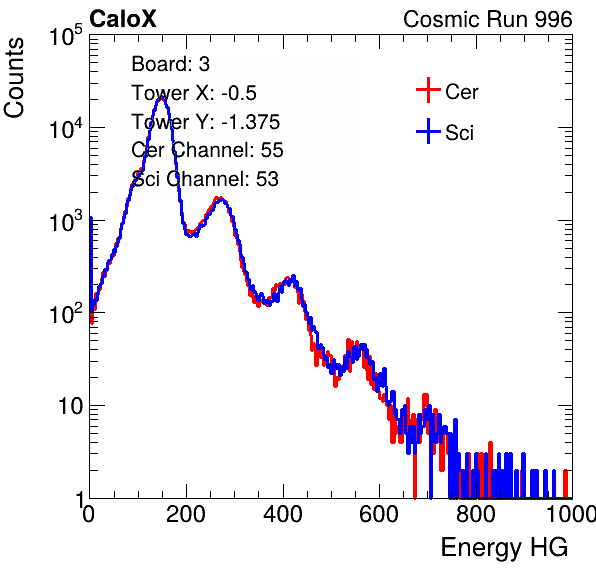 CaloX Cosmic Run 996
Counts
Board: 3
Tower X: -0.5
Tower Y: -1.375
Cer Channel: 55
Sci Channel: 53
Cer
Sci
10^5
10^4
10^3
10^2
10
1
0 200 400 600 800 1000
Energy HG